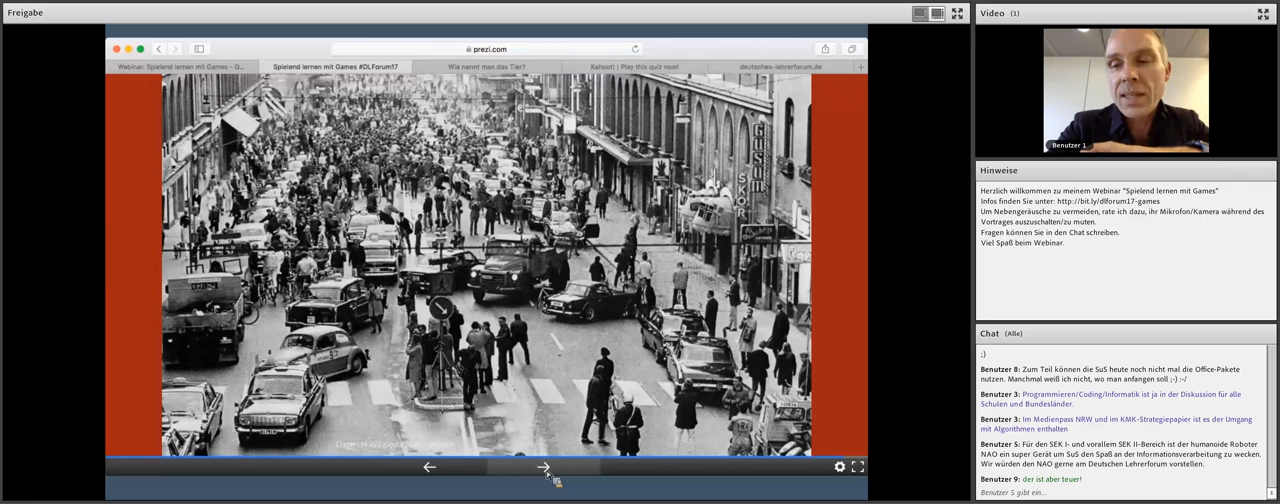 Freigabe
prezi.com
Webinar: Spielend lernen mit Games - D...
Spielend lernen mit Games #DLForum17
Wie nennt man das Tier?
Kahoot! | Play this quiz now!
deutsches-lehrerforum.de
GUSUM
SKOR
Video (1)
Benutzer 1
Hinweise
Herzlich willkommen zu meinem Webinar "Spielend lernen mit Games"
Infos finden Sie unter: http://bit.ly/dlforum17-games
Um Nebengeräusche zu vermeiden, rate ich dazu, ihr Mikrofon/Kamera während des
Vortrages auszuschalten/zu muten.
Fragen können Sie in den Chat schreiben.
Viel Spaß beim Webinar.
Chat (Alle)
;)
Benutzer 8: Zum Teil können die SuS heute noch nicht mal die Office-Pakete
nutzen. Manchmal weiß ich nicht, wo man anfangen soll ;-) :-/
Benutzer 3: Programmieren/Coding/Informatik ist ja in der Diskussion für alle
Schulen und Bundesländer.
Benutzer 3: Im Medienpass NRW und im KMK-Strategiepapier ist es der Umgang
mit Algorithmen enthalten
Benutzer 5: Für den SEK I- und vorallem SEK II-Bereich ist der humanoide Roboter
NAO ein super Gerät um SuS den Spaß an der Informationsverarbeitung zu wecken.
Wir würden den NAO gerne am Deutschen Lehrerforum vorstellen.
Benutzer 9: der ist aber teuer!
Benutzer 5 gibt ein...